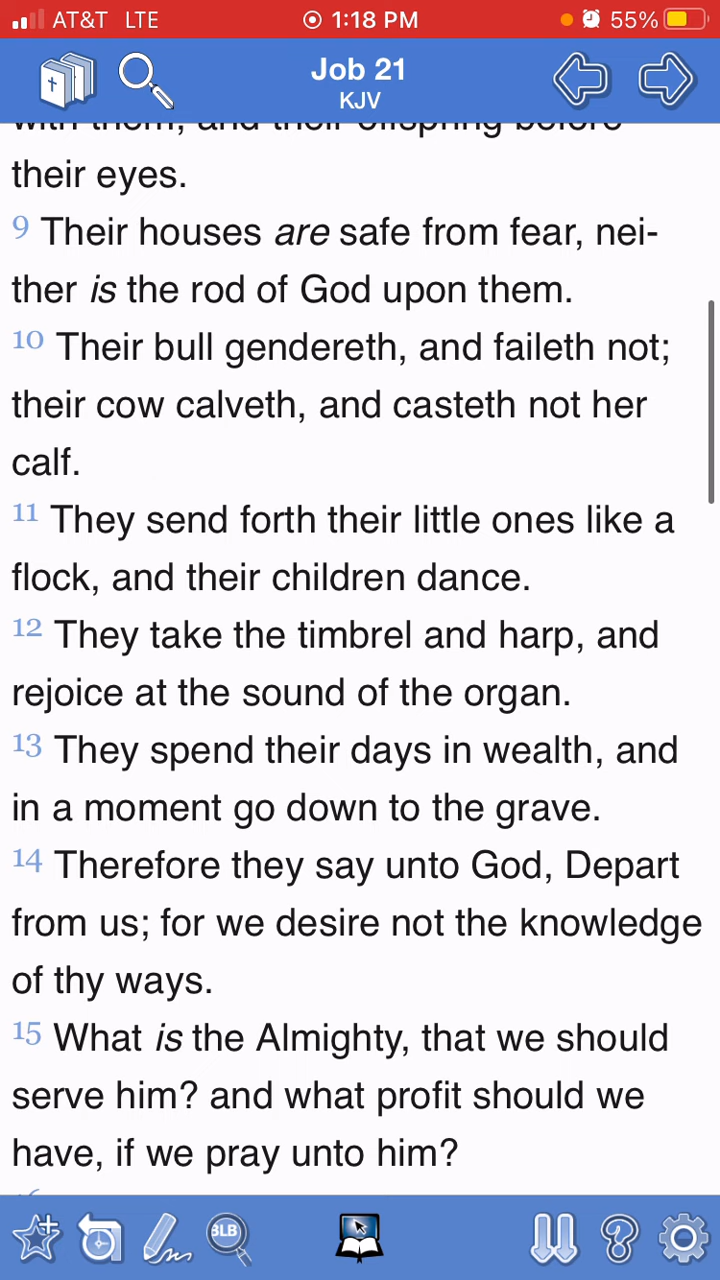 AT&T LTE 1:18 PM 55%
Job 21
KJV
with them, and their offspring before
their eyes.
9 Their houses are safe from fear, nei-
ther is the rod of God upon them.
10 Their bull gendereth, and faileth not;
their cow calveth, and casteth not her
calf.
11 They send forth their little ones like a
flock, and their children dance.
12 They take the timbrel and harp, and
rejoice at the sound of the organ.
13 They spend their days in wealth, and
in a moment go down to the grave.
14 Therefore they say unto God, Depart
from us; for we desire not the knowledge
of thy ways.
15 What is the Almighty, that we should
serve him? and what profit should we
have, if we pray unto him?
BLB